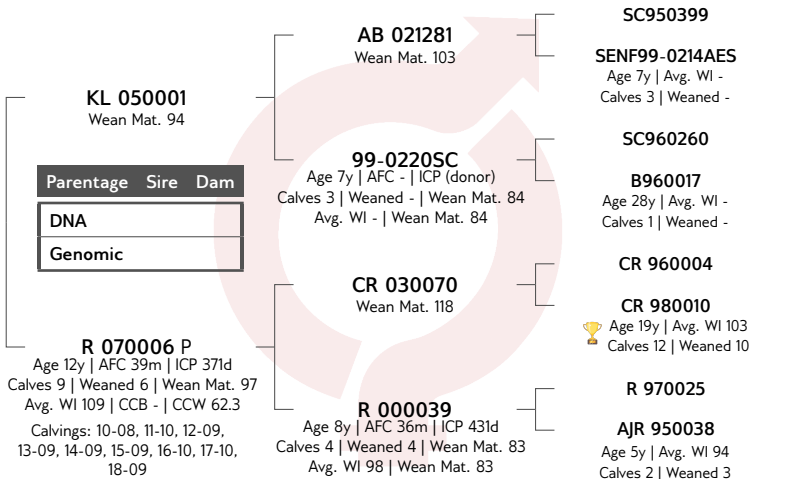 SC950399
AB 021281
Wean Mat. 103
SENF99-0214AES
Age 7y | Avg. WI -
Calves 3 | Weaned -
KL 050001
Wean Mat. 94
SC960260
99-0220SC
Age 7y | AFC - | ICP (donor)
Calves 3 | Weaned - | Wean Mat. 84
Avg. WI - | Wean Mat. 84
B960017
Age 28y | Avg. WI -
Calves 1 | Weaned -
Parentage Sire Dam
DNA
Genomic
CR 960004
CR 030070
Wean Mat. 118
CR 980010
Age 19y | Avg. WI 103
Calves 12 | Weaned 10
R 070006 P
Age 12y | AFC 39m | ICP 371d
Calves 9 | Weaned 6 | Wean Mat. 97
Avg. WI 109 | CCB - | CCW 62.3
Calvings: 10-08, 11-10, 12-09,
13-09, 14-09, 15-09, 16-10, 17-10,
18-09
R 970025
R 000039
Age 8y | AFC 36m | ICP 431d
Calves 4 | Weaned 4 | Wean Mat. 83
Avg. WI 98 | Wean Mat. 83
AJR 950038
Age 5y | Avg. WI 94
Calves 2 | Weaned 3